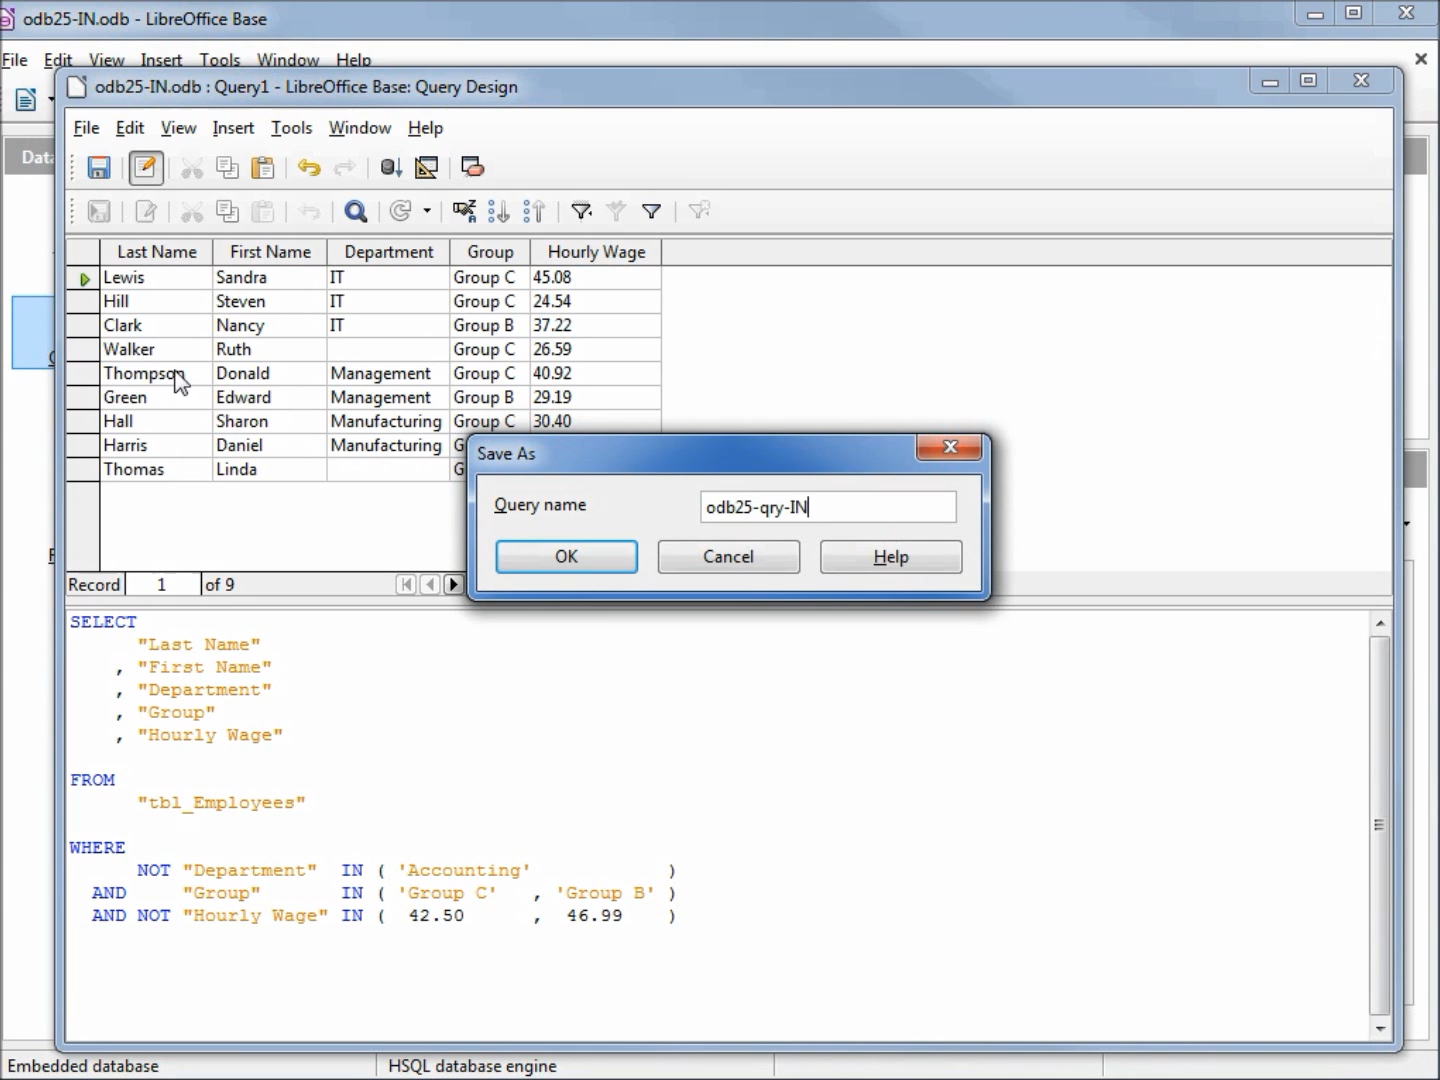 odb25-IN.odb - LibreOffice Base
File Edit View Insert Tools Window Help
odb25-IN.odb : Query1 - LibreOffice Base: Query Design
File Edit View Insert Tools Window Help
Data
Last Name First Name Department Group Hourly Wage
Lewis Sandra IT Group C 45.08
Hill Steven IT Group C 24.54
Clark Nancy IT Group B 37.22
Walker Ruth Group C 26.59
Thompson Donald Management Group C 40.92
Green Edward Management Group B 29.19
Hall Sharon Manufacturing Group C 30.40
Harris Daniel Manufacturing G
Thomas Linda G
Save As
Query name odb25-qry-IN
OK Cancel Help
Record 1 of 9
SELECT
"Last Name"
, "First Name"
, "Department"
, "Group"
, "Hourly Wage"
FROM
"tbl_Employees"
WHERE
NOT "Department" IN ( 'Accounting' )
AND "Group" IN ( 'Group C' , 'Group B' )
AND NOT "Hourly Wage" IN ( 42.50 , 46.99 )
Embedded database HSQL database engine